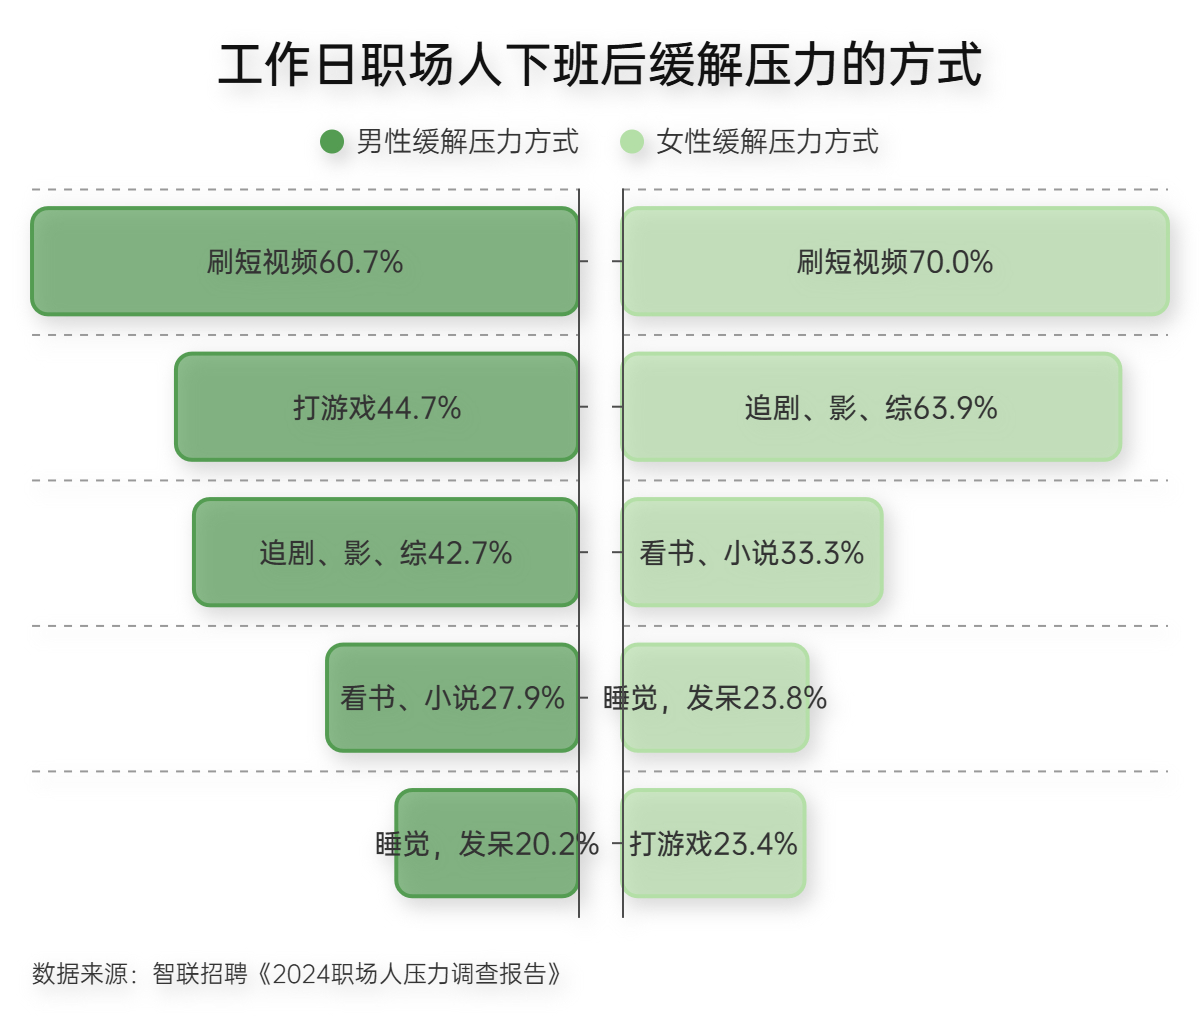 工作日职场人下班后缓解压力的方式
男性缓解压力方式 女性缓解压力方式
刷短视频60.7% 刷短视频70.0%
打游戏44.7% 追剧、影、综63.9%
追剧、影、综42.7% 看书、小说33.3%
看书、小说27.9% 睡觉，发呆23.8%
睡觉，发呆20.2% 打游戏23.4%
数据来源：智联招聘《2024职场人压力调查报告》